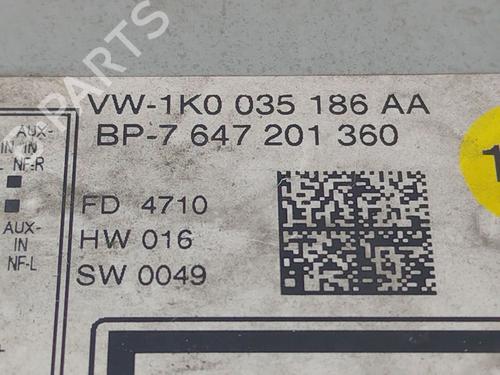 PARTS
VW-1K0 035 186 AA
BP-7 647 201 360
AUX-
IN IN
L NF-R
AUX-
IN
NF-L
FD 4710
HW 016
SW 0049
1